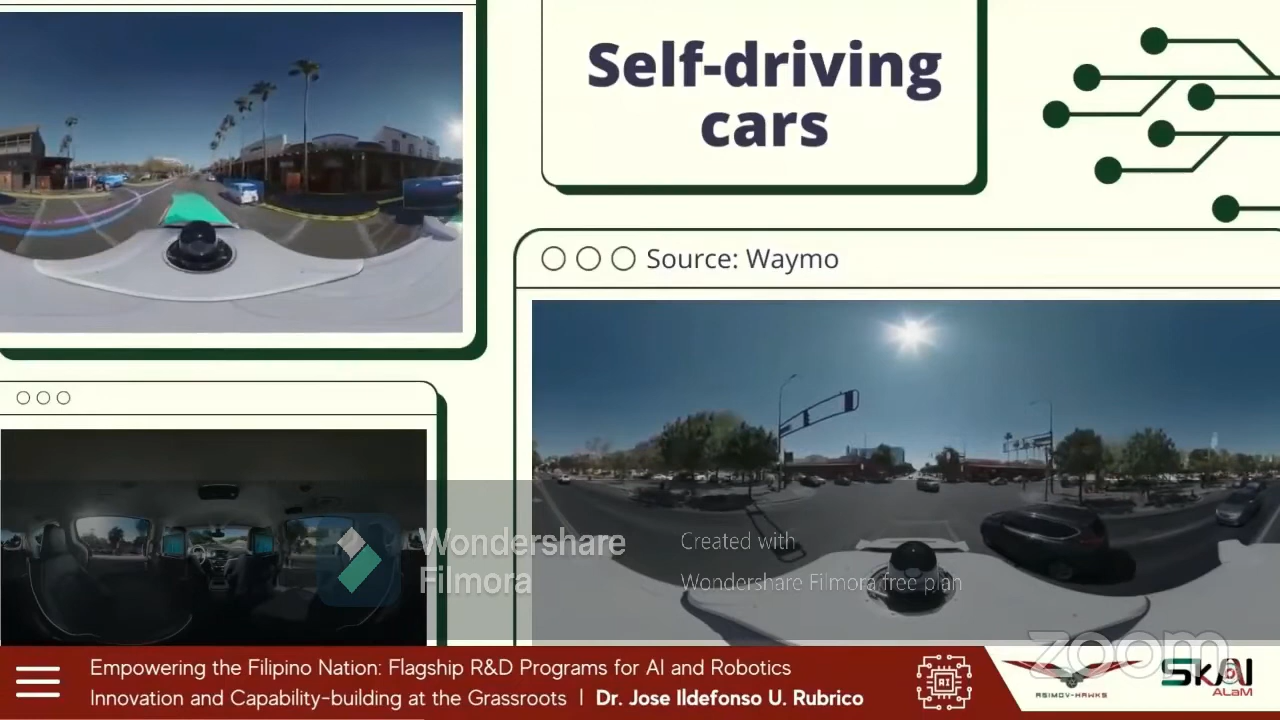 Self-driving
cars
Source: Waymo
Wondershare
Filmora
Created with
Wondershare Filmora free plan
zoom
Empowering the Filipino Nation: Flagship R&D Programs for AI and Robotics
Innovation and Capability-building at the Grassroots | Dr. Jose Ildefonso U. Rubrico
RI
ASIMOV-HAWKS
SkAI
ALaM